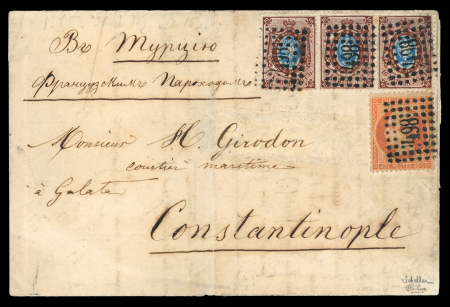 Въ Турцію
Французскимъ Пароходомъ
Monsieur H. Girodon
courtier maritime
à Galata
Constantinople